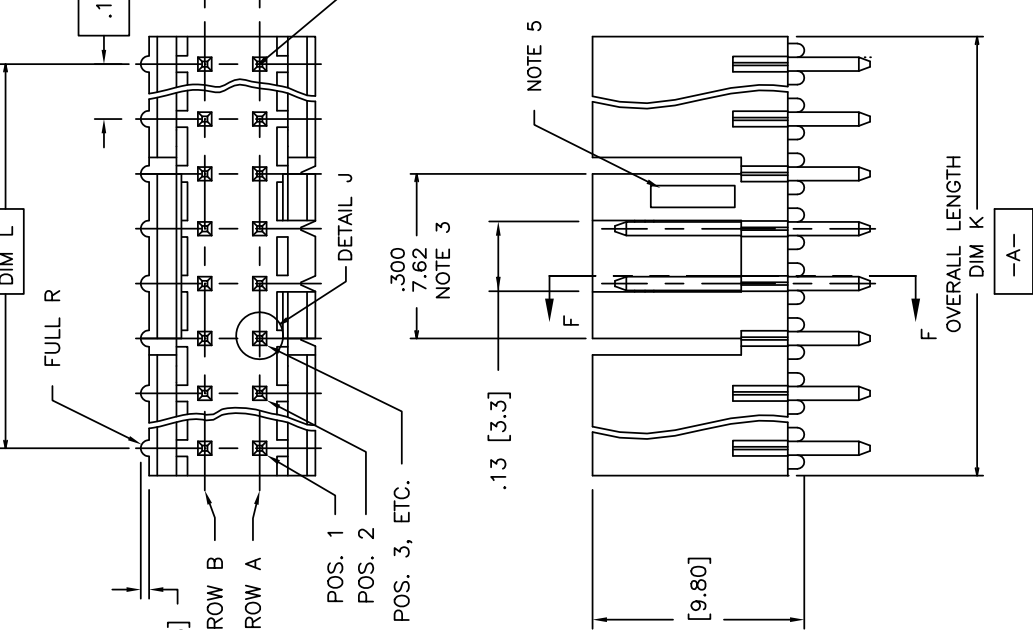 .1
DIM L
FULL R
DETAIL J
ROW B
ROW A
POS. 1
POS. 2
POS. 3, ETC.
NOTE 5
.300
7.62
NOTE 3
.13 [3.3]
F
F
[9.80]
OVERALL LENGTH
DIM K
-A-